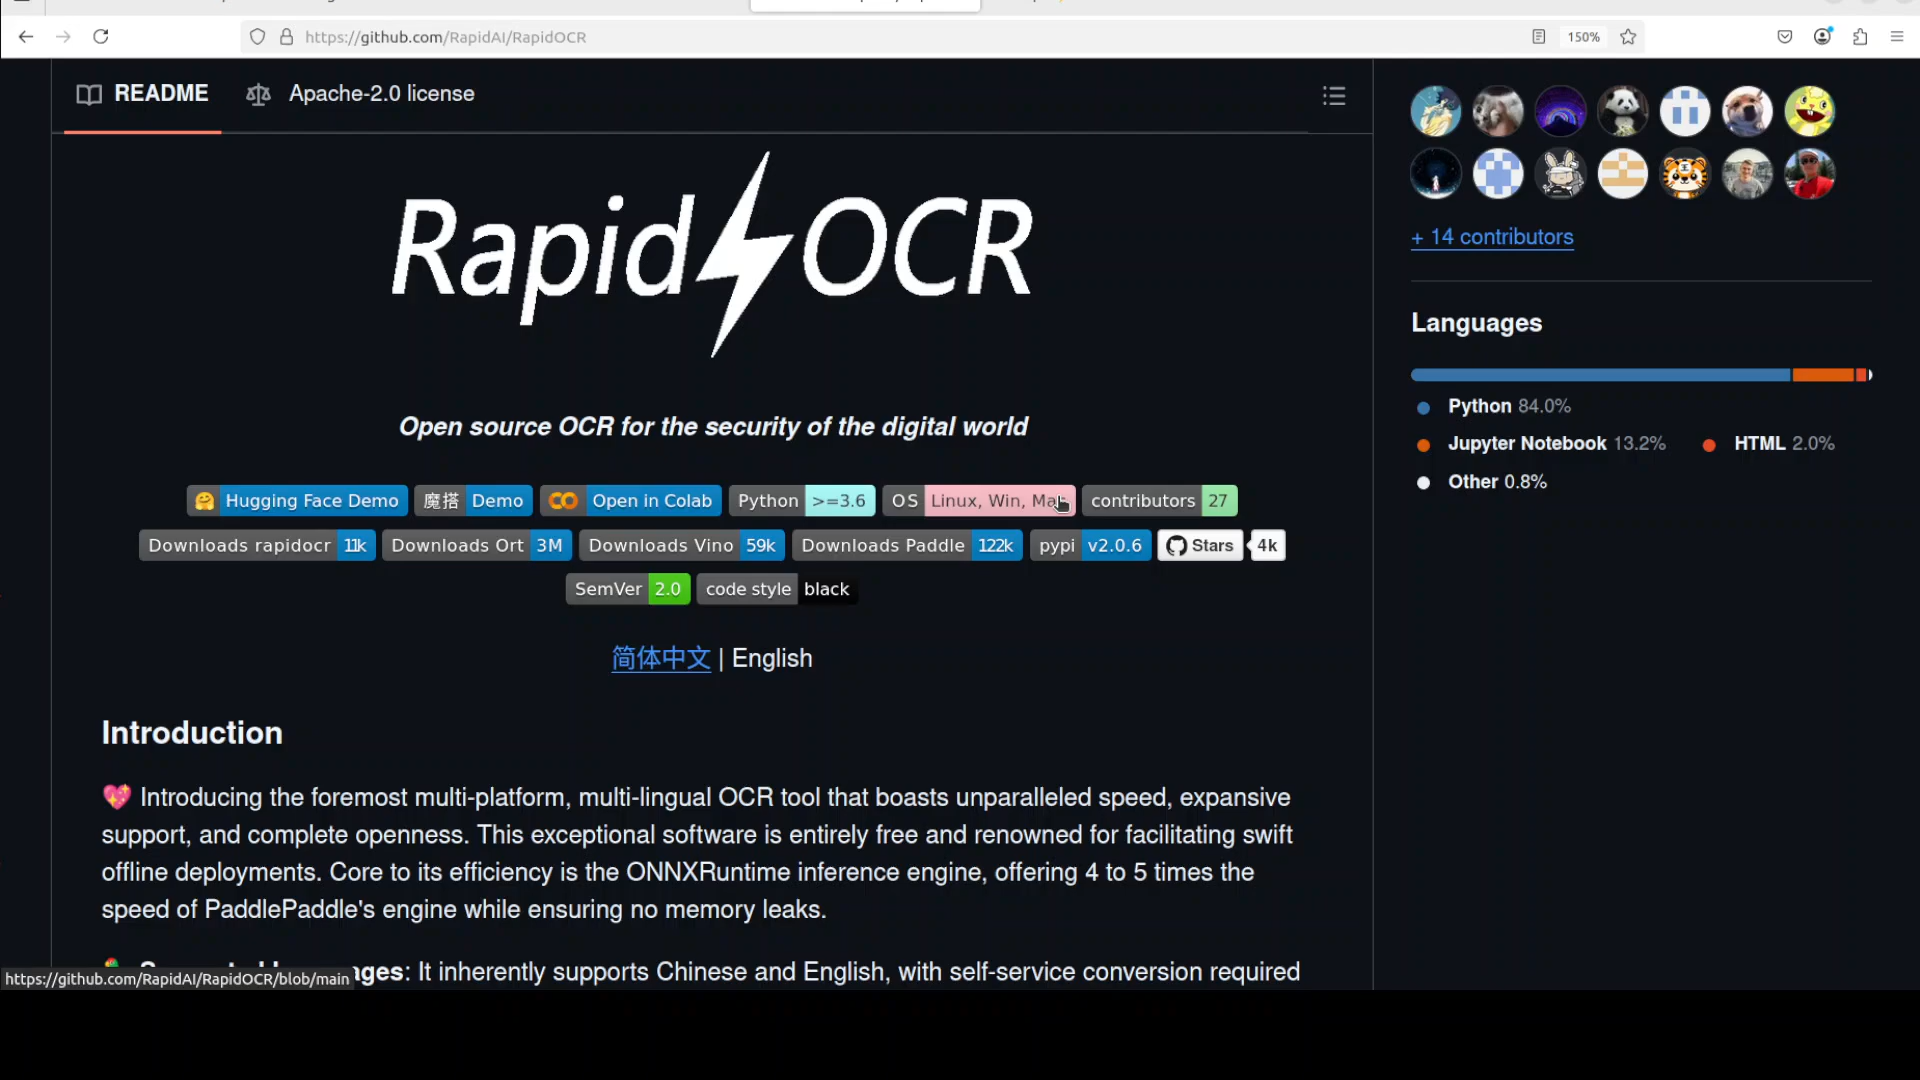 https://github.com/RapidAI/RapidOCR
150%
README
Apache-2.0 license
Rapid OCR
Open source OCR for the security of the digital world
Hugging Face Demo 魔搭 Demo Open in Colab Python >=3.6 OS Linux, Win, contributors 27
Downloads rapidocr 11k Downloads Ort 3M Downloads Vino 59k Downloads Paddle 122k pypi v2.0.6 Stars 4k
SemVer 2.0 code style black
简体中文 | English
Introduction
💖 Introducing the foremost multi-platform, multi-lingual OCR tool that boasts unparalleled speed, expansive
support, and complete openness. This exceptional software is entirely free and renowned for facilitating swift
offline deployments. Core to its efficiency is the ONNXRuntime inference engine, offering 4 to 5 times the
speed of PaddlePaddle's engine while ensuring no memory leaks.
: It inherently supports Chinese and English, with self-service conversion required
https://github.com/RapidAI/RapidOCR/blob/main
+ 14 contributors
Languages
Python 84.0%
Jupyter Notebook 13.2% HTML 2.0%
Other 0.8%